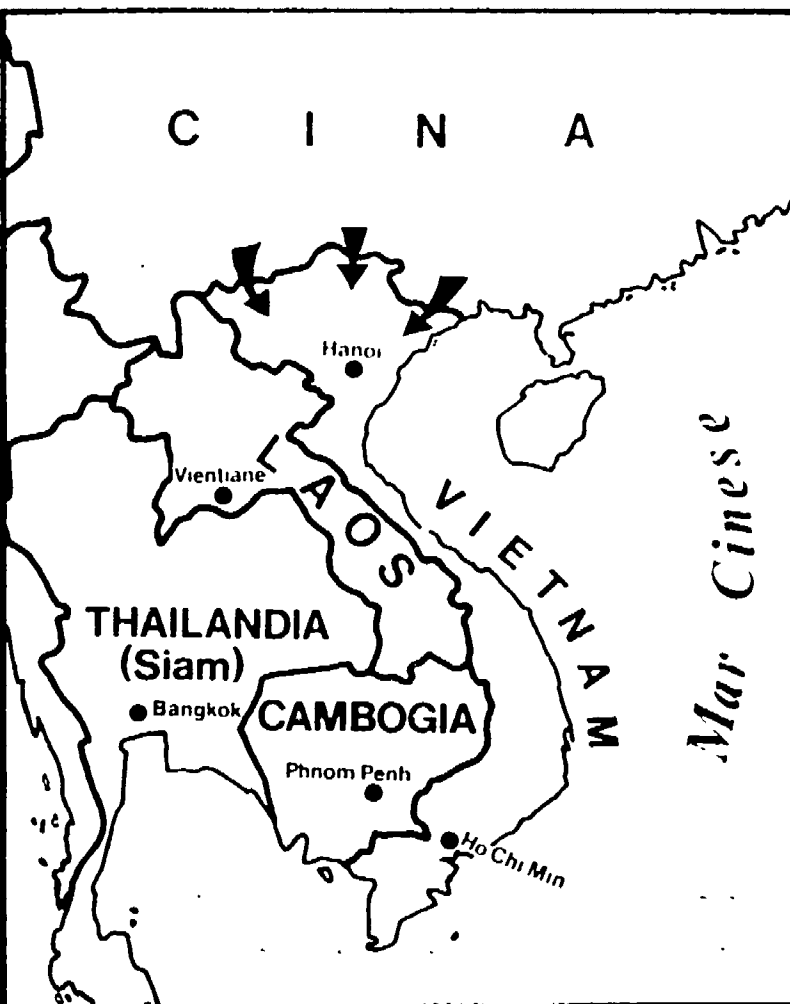 C I N A
Hanoi
Vientiane
LAOS
VIETNAM
Mar Cinese
THAILANDIA
(Siam)
Bangkok
CAMBOGIA
Phnom Penh
Ho Chi Min